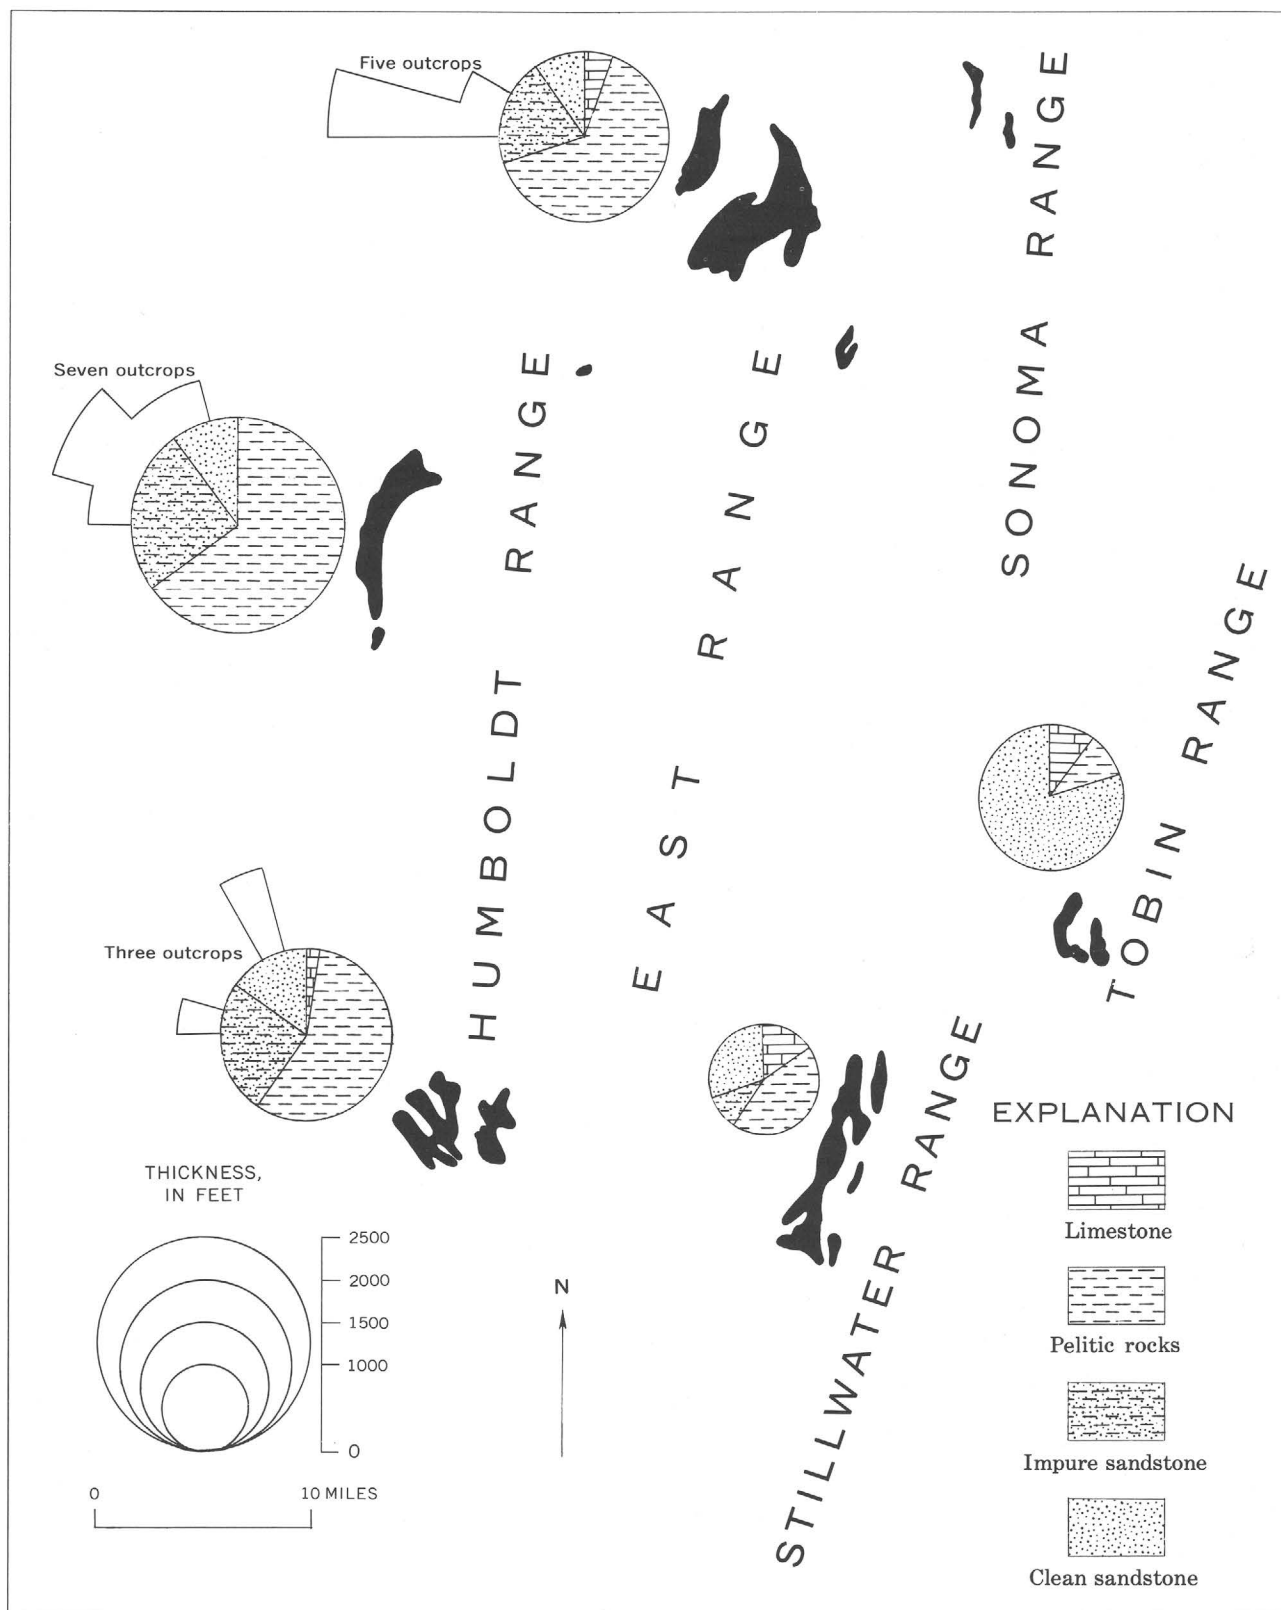 Five outcrops
SONOMA RANGE
Seven outcrops
HUMBOLDT RANGE
EAST RANGE
TOBIN RANGE
Three outcrops
STILLWATER RANGE
THICKNESS,
IN FEET
2500
2000
1500
1000
0
0 10 MILES
N
EXPLANATION
Limestone
Pelitic rocks
Impure sandstone
Clean sandstone